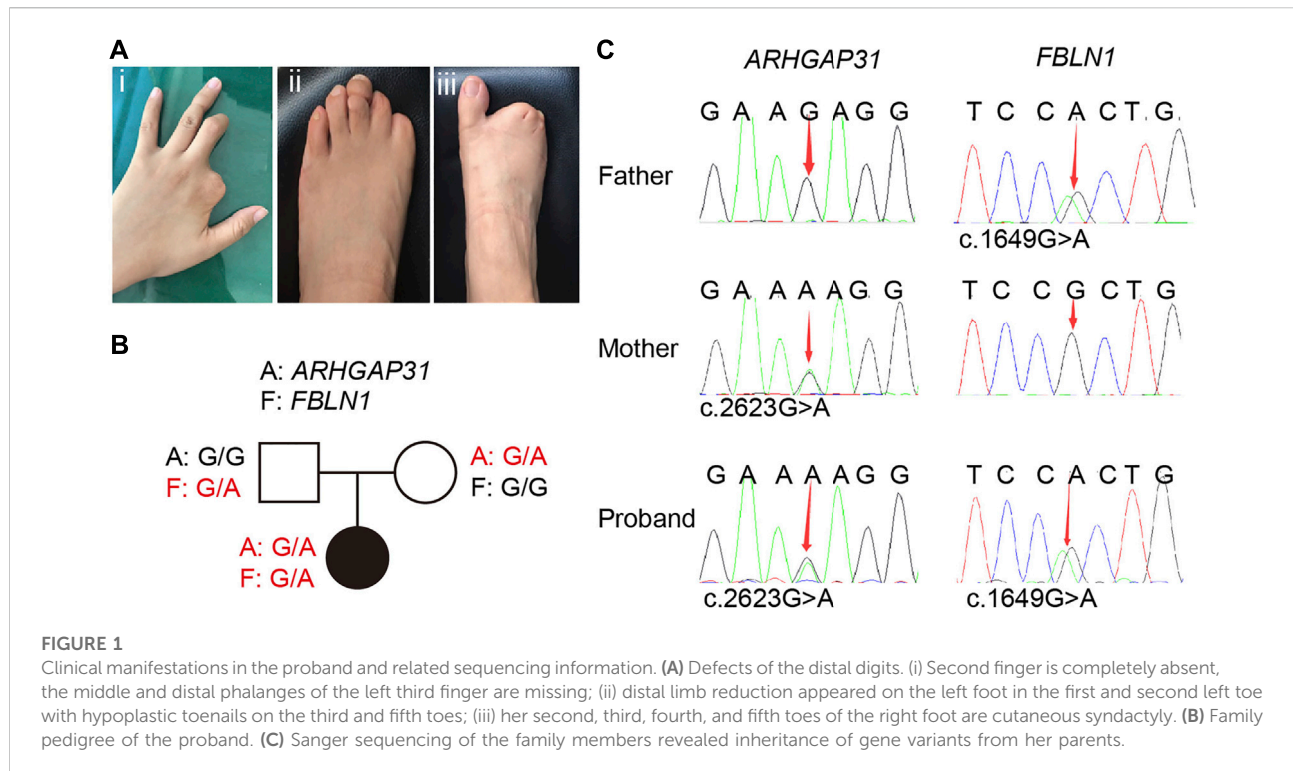 A
i
ii
iii
B
A: ARHGAP31
F: FBLN1
A: G/G
F: G/A
A: G/A
F: G/G
A: G/A
F: G/A
C
ARHGAP31
FBLN1
Father
G A A G A G G
T C C A C T G
c.1649G>A
Mother
G A A A A G G
T C C G C T G
c.2623G>A
Proband
G A A A A G G
T C C A C T G
c.2623G>A
c.1649G>A
FIGURE 1
Clinical manifestations in the proband and related sequencing information. (A) Defects of the distal digits. (i) Second finger is completely absent,
the middle and distal phalanges of the left third finger are missing; (ii) distal limb reduction appeared on the left foot in the first and second left toe
with hypoplastic toenails on the third and fifth toes; (iii) her second, third, fourth, and fifth toes of the right foot are cutaneous syndactyly. (B) Family
pedigree of the proband. (C) Sanger sequencing of the family members revealed inheritance of gene variants from her parents.